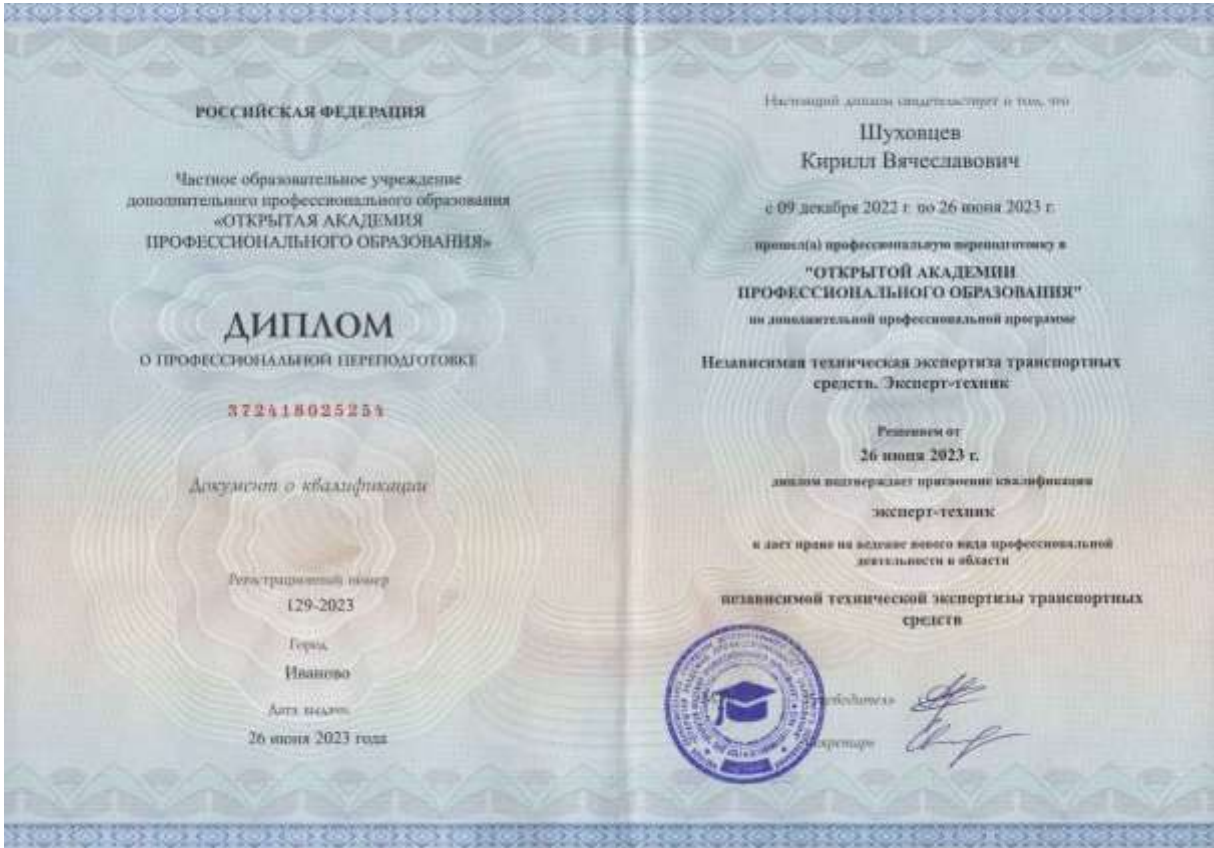 РОССИЙСКАЯ ФЕДЕРАЦИЯ
Частное образовательное учреждение
дополнительного профессионального образования
«ОТКРЫТАЯ АКАДЕМИЯ
ПРОФЕССИОНАЛЬНОГО ОБРАЗОВАНИЯ»
ДИПЛОМ
О ПРОФЕССИОНАЛЬНОЙ ПЕРЕПОДГОТОВКЕ
372418025254
Документ о квалификации
Регистрационный номер
129-2023
Город
Иваново
Дата выдачи
26 июня 2023 года
Настоящий диплом свидетельствует о том, что
Шуховцев
Кирилл Вячеславович
с 09 декабря 2022 г. по 26 июня 2023 г.
прошел(а) профессиональную переподготовку в
"ОТКРЫТОЙ АКАДЕМИИ
ПРОФЕССИОНАЛЬНОГО ОБРАЗОВАНИЯ"
по дополнительной профессиональной программе
Независимая техническая экспертиза транспортных
средств. Эксперт-техник
Решением от
26 июня 2023 г.
диплом подтверждает присвоение квалификации
эксперт-техник
и дает право на ведение нового вида профессиональной
деятельности в области
независимой технической экспертизы транспортных
средств
Руководитель
Секретарь